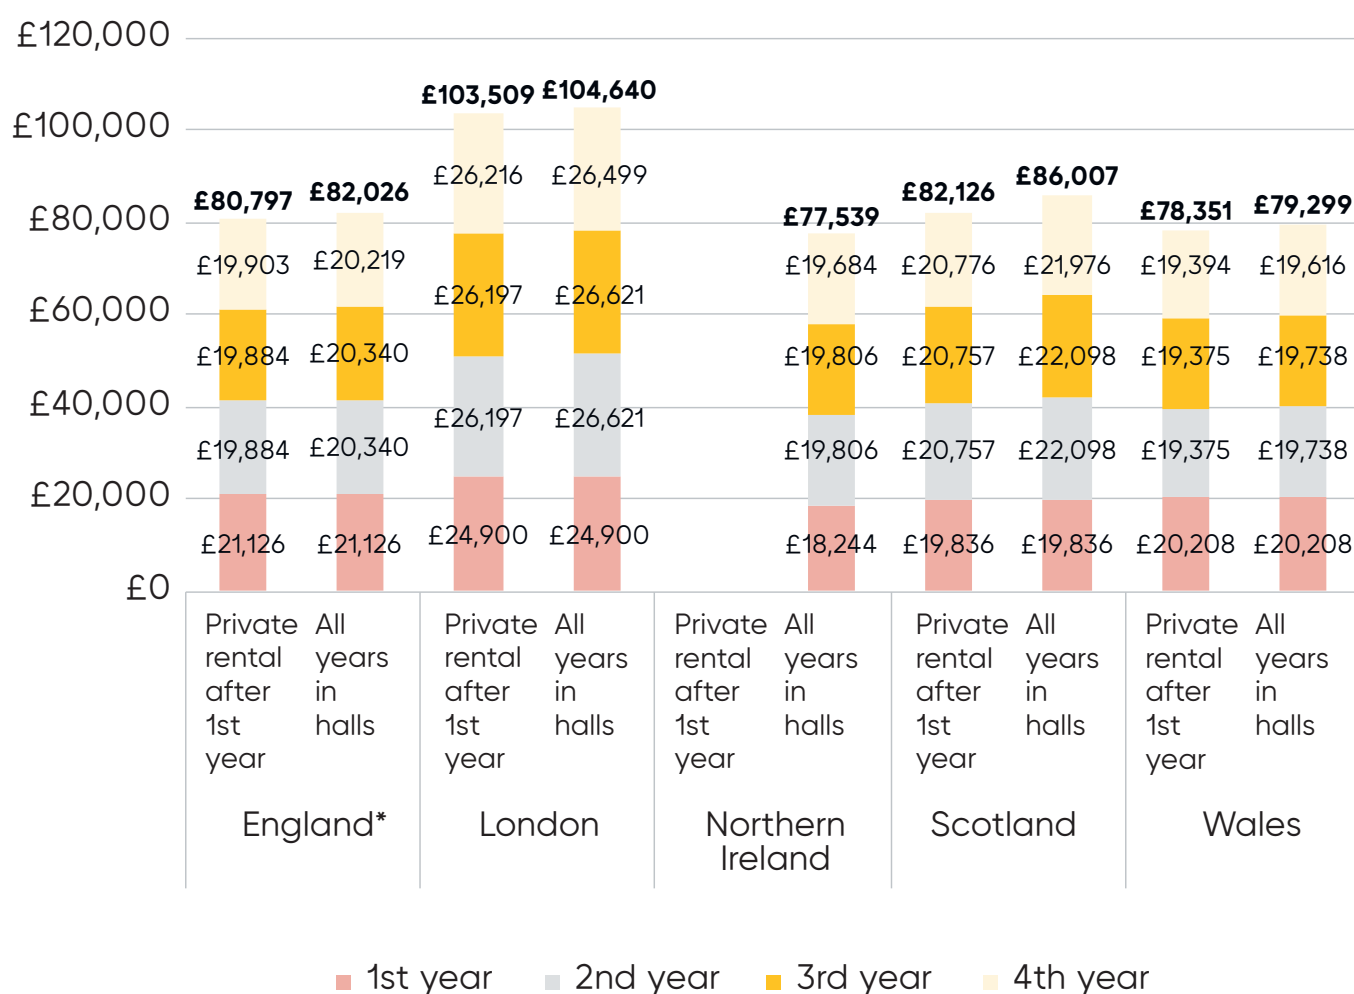 £120,000
£100,000
£80,000
£60,000
£40,000
£20,000
£0
£80,797
£19,903
£19,884
£19,884
£21,126
£82,026
£20,219
£20,340
£20,340
£21,126
£103,509
£26,216
£26,197
£26,197
£24,900
£104,640
£26,499
£26,621
£26,621
£24,900
£77,539
£19,684
£19,806
£19,806
£18,244
£82,126
£20,776
£20,757
£20,757
£19,836
£86,007
£21,976
£22,098
£22,098
£19,836
£78,351
£19,394
£19,375
£19,375
£20,208
£79,299
£19,616
£19,738
£19,738
£20,208
Private
rental
after
1st
year
All
years
in
halls
England*
Private
rental
after
1st
year
All
years
in
halls
London
Private
rental
after
1st
year
All
years
in
halls
Northern
Ireland
Private
rental
after
1st
year
All
years
in
halls
Scotland
Private
rental
after
1st
year
All
years
in
halls
Wales
1st year
2nd year
3rd year
4th year